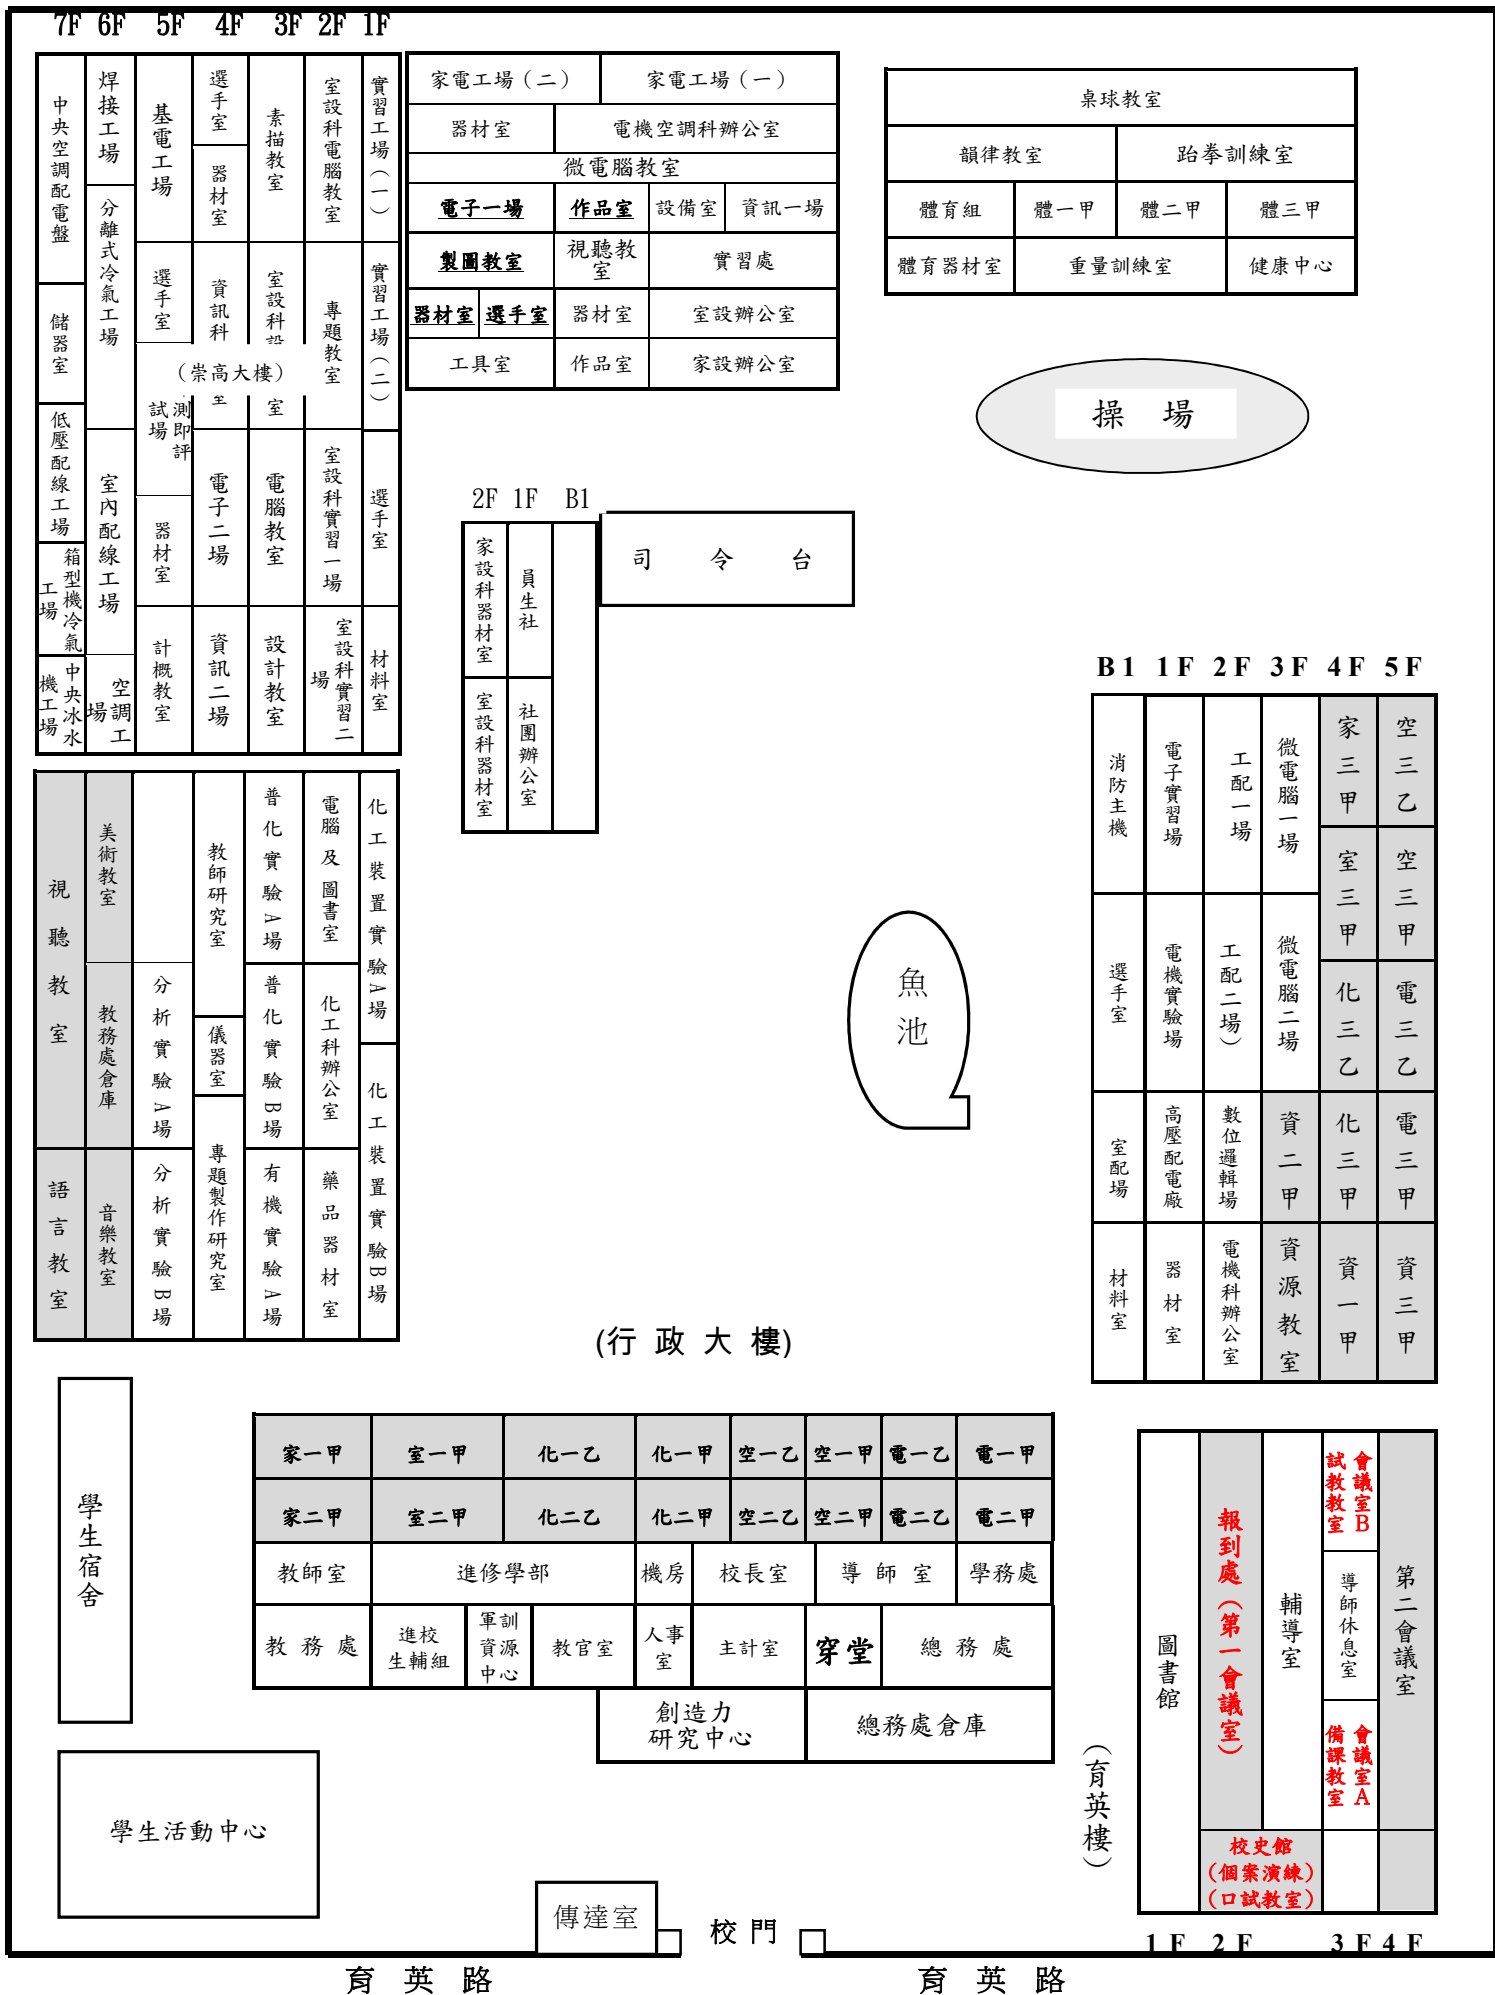 7F 6F 5F 4F 3F 2F 1F
中央空調配電盤
儲器室
低壓配線工場
箱型機冷氣工場
中央冰水機工場
焊接工場
分離式冷氣工場
室內配線工場
空調工場
基電工場
選手室
測即評試場
器材室
計概教室
選手室
器材室
資訊科
室
電子二場
資訊二場
素描教室
室設科設
室
電腦教室
設計教室
室設科電腦教室
專題教室
室設科實習一場
室設科實習二場
實習工場(一)
實習工場(二)
選手室
材料室
(崇高大樓)
家電工場(二) 家電工場(一)
器材室 電機空調科辦公室
微電腦教室
電子一場 作品室 設備室 資訊一場
製圖教室 視聽教室 實習處
器材室 選手室 器材室 室設辦公室
工具室 作品室 家設辦公室
桌球教室
韻律教室 跆拳訓練室
體育組 體一甲 體二甲 體三甲
體育器材室 重量訓練室 健康中心
操 場
2F 1F B1
家設科器材室
室設科器材室
員生社
社團辦公室
司 令 台
視聽教室
語言教室
美術教室
教務處倉庫
音樂教室
分析實驗A場
分析實驗B場
教師研究室
儀器室
專題製作研究室
普化實驗A場
普化實驗B場
有機實驗A場
電腦及圖書室
化工科辦公室
藥品器材室
化工裝置實驗A場
化工裝置實驗B場
魚池
B1 1F 2F 3F 4F 5F
消防主機
選手室
室配場
材料室
電子實習場
電機實驗場
高壓配電廠
器材室
工配一場
工配二場)
數位邏輯場
電機科辦公室
微電腦一場
微電腦二場
資二甲
資源教室
家三甲
室三甲
化三乙
化三甲
資一甲
空三乙
空三甲
電三乙
電三甲
資三甲
(行 政 大 樓)
家一甲 室一甲 化一乙 化一甲 空一乙 空一甲 電一乙 電一甲
家二甲 室二甲 化二乙 化二甲 空二乙 空二甲 電二乙 電二甲
教師室 進修學部 機房 校長室 導 師 室 學務處
教 務 處 進校生輔組 軍訓資源中心 教官室 人事室 主計室 穿堂 總 務 處
創造力研究中心 總務處倉庫
學生宿舍
學生活動中心
傳達室
校門
(育英樓)
圖書館
報到處(第一會議室)
校史館
(個案演練)
(口試教室)
輔導室
會議室B
試教教室
導師休息室
會議室A
備課教室
第二會議室
1F 2F 3F 4F
育 英 路 育 英 路